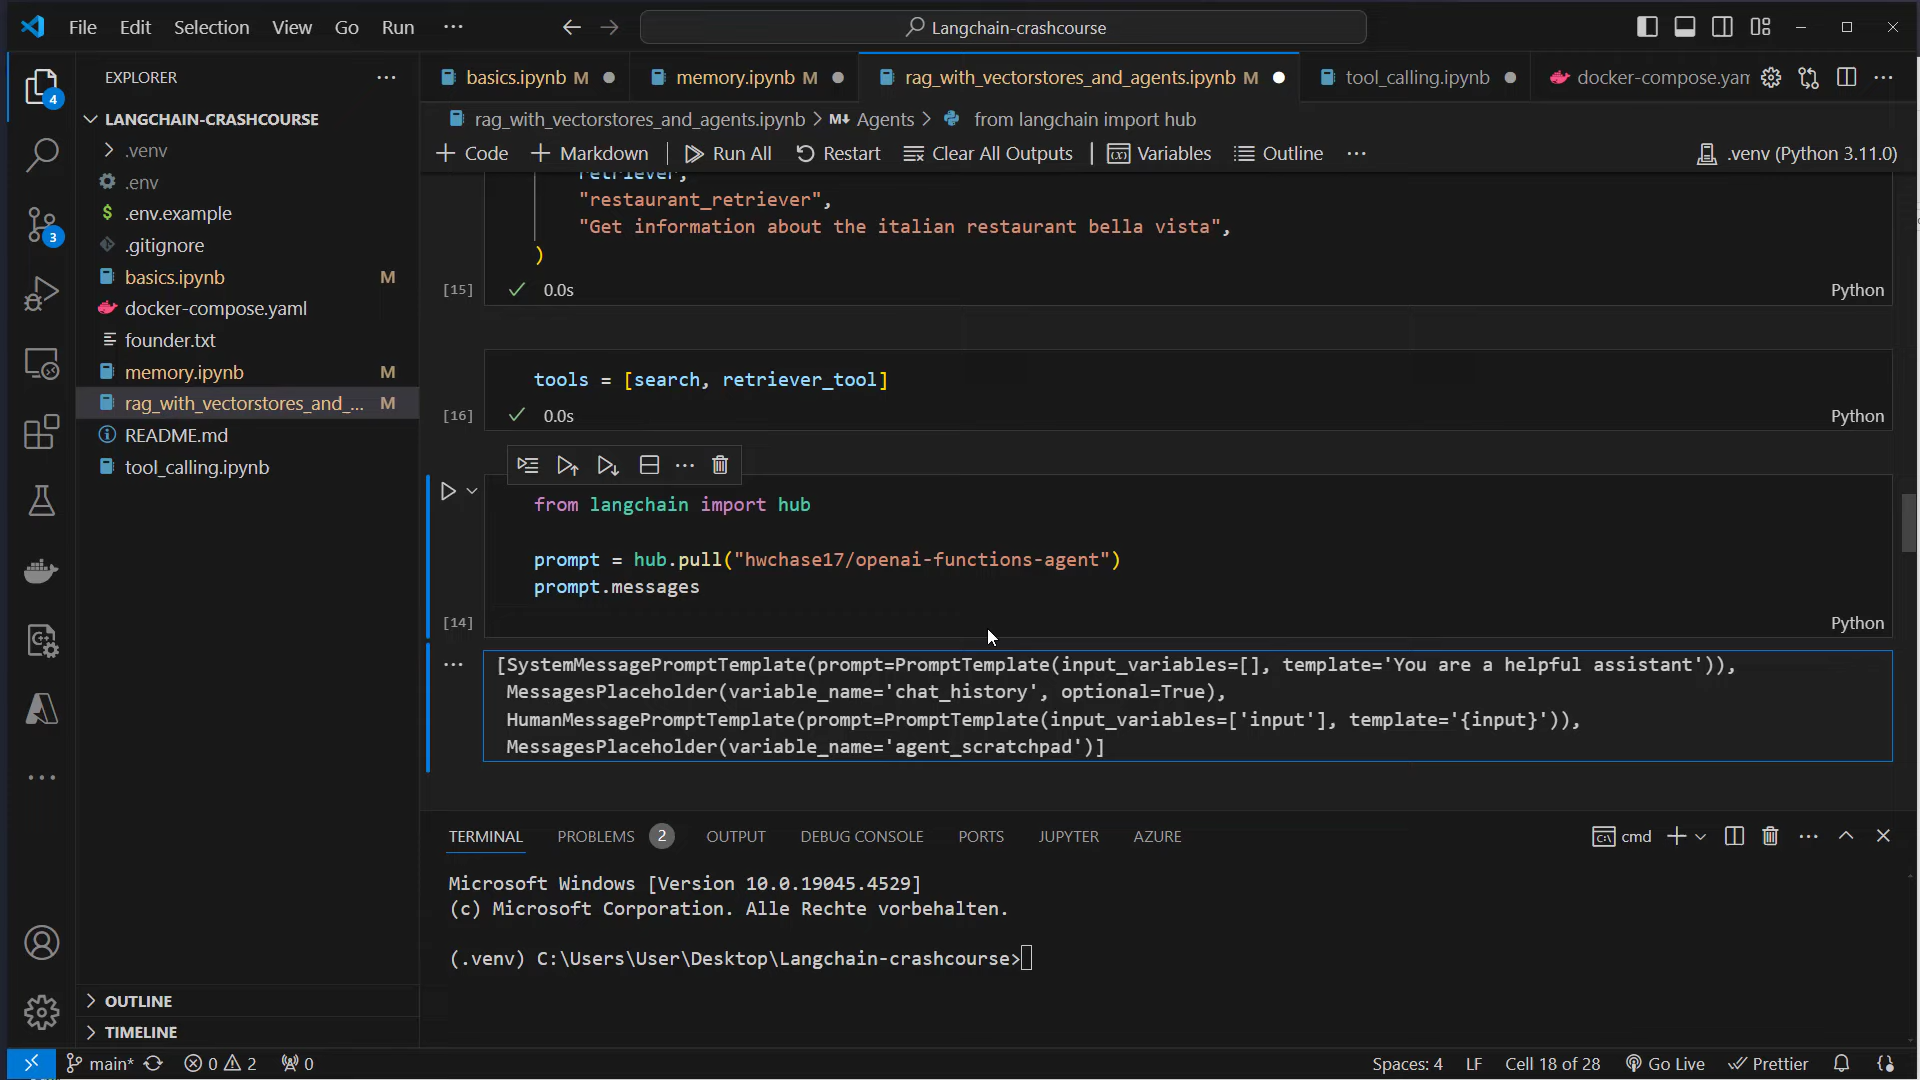 File Edit Selection View Go Run ··· Langchain-crashcourse
EXPLORER
basics.ipynb M memory.ipynb M rag_with_vectorstores_and_agents.ipynb M tool_calling.ipynb docker-compose.yam
rag_with_vectorstores_and_agents.ipynb > M↓ Agents > from langchain import hub
+ Code + Markdown Run All Restart Clear All Outputs Variables Outline ··· .venv (Python 3.11.0)
4
LANGCHAIN-CRASHCOURSE
.venv
.env
.env.example
.gitignore
basics.ipynb M
docker-compose.yaml
founder.txt
memory.ipynb M
rag_with_vectorstores_and_... M
README.md
tool_calling.ipynb
3
OUTLINE
TIMELINE
retriever,
"restaurant_retriever",
"Get information about the italian restaurant bella vista",
)
[15] 0.0s Python
tools = [search, retriever_tool]
[16] 0.0s Python
from langchain import hub
prompt = hub.pull("hwchase17/openai-functions-agent")
prompt.messages
[14] Python
[SystemMessagePromptTemplate(prompt=PromptTemplate(input_variables=[], template='You are a helpful assistant')),
MessagesPlaceholder(variable_name='chat_history', optional=True),
HumanMessagePromptTemplate(prompt=PromptTemplate(input_variables=['input'], template='{input}')),
MessagesPlaceholder(variable_name='agent_scratchpad')]
TERMINAL PROBLEMS 2 OUTPUT DEBUG CONSOLE PORTS JUPYTER AZURE cmd
Microsoft Windows [Version 10.0.19045.4529]
(c) Microsoft Corporation. Alle Rechte vorbehalten.
(.venv) C:\Users\User\Desktop\Langchain-crashcourse>
main* 0 2 0 Spaces: 4 LF Cell 18 of 28 Go Live Prettier